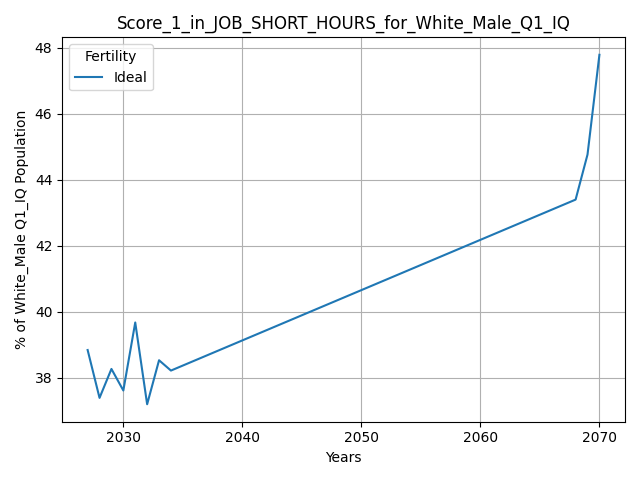 Score_1_in_JOB_SHORT_HOURS_for_White_Male_Q1_IQ
Fertility
Ideal
% of White_Male Q1_IQ Population
48
46
44
42
40
38
2030 2040 2050 2060 2070
Years